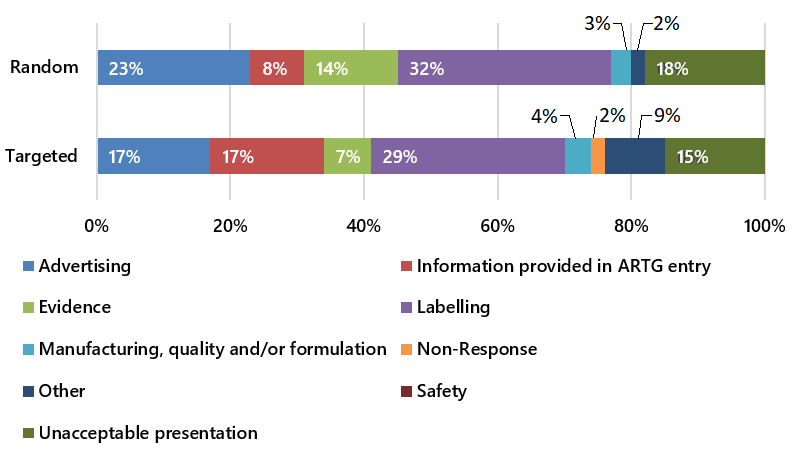 3% 2%
Random 23% 8% 14% 32% 18%
4% 2% 9%
Targeted 17% 17% 7% 29% 15%
0% 20% 40% 60% 80% 100%
Advertising Information provided in ARTG entry
Evidence Labelling
Manufacturing, quality and/or formulation Non-Response
Other Safety
Unacceptable presentation